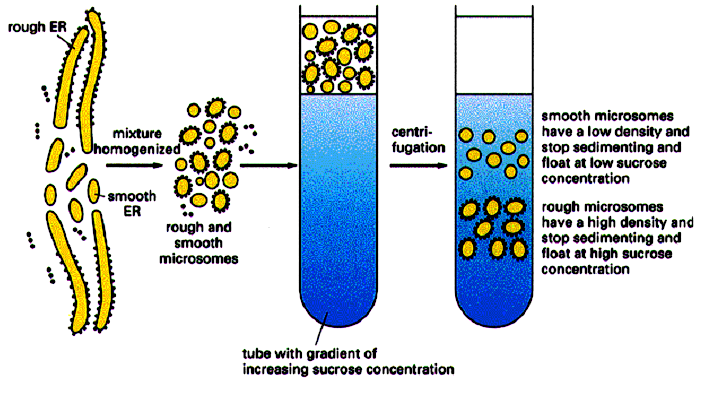 rough ER
mixture
homogenized
smooth
ER
rough and
smooth
microsomes
centri-
fugation
smooth microsomes
have a low density and
stop sedimenting and
float at low sucrose
concentration
rough microsomes
have a high density and
stop sedimenting and
float at high sucrose
concentration
tube with gradient of
increasing sucrose concentration